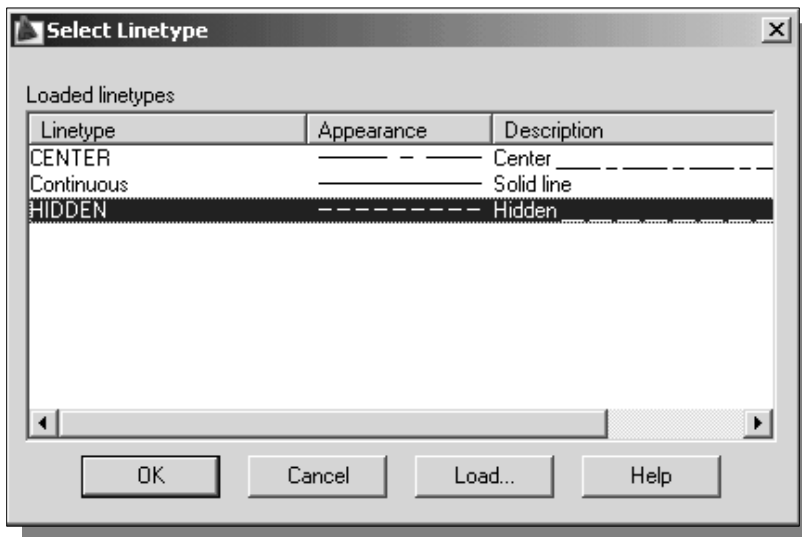 Select Linetype
Loaded linetypes
Linetype Appearance Description
CENTER Center
Continuous Solid line
HIDDEN Hidden
OK Cancel Load... Help